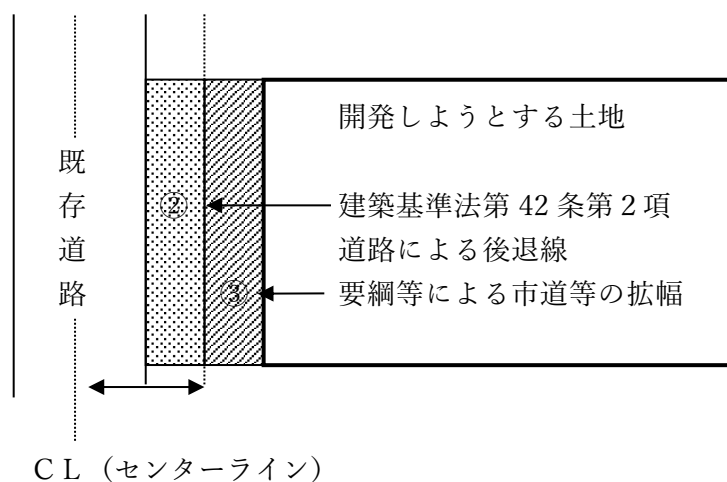 開発しようとする土地
既存道路
②
建築基準法第 42 条第 2 項
道路による後退線
③
要綱等による市道等の拡幅
ＣＬ（センターライン）